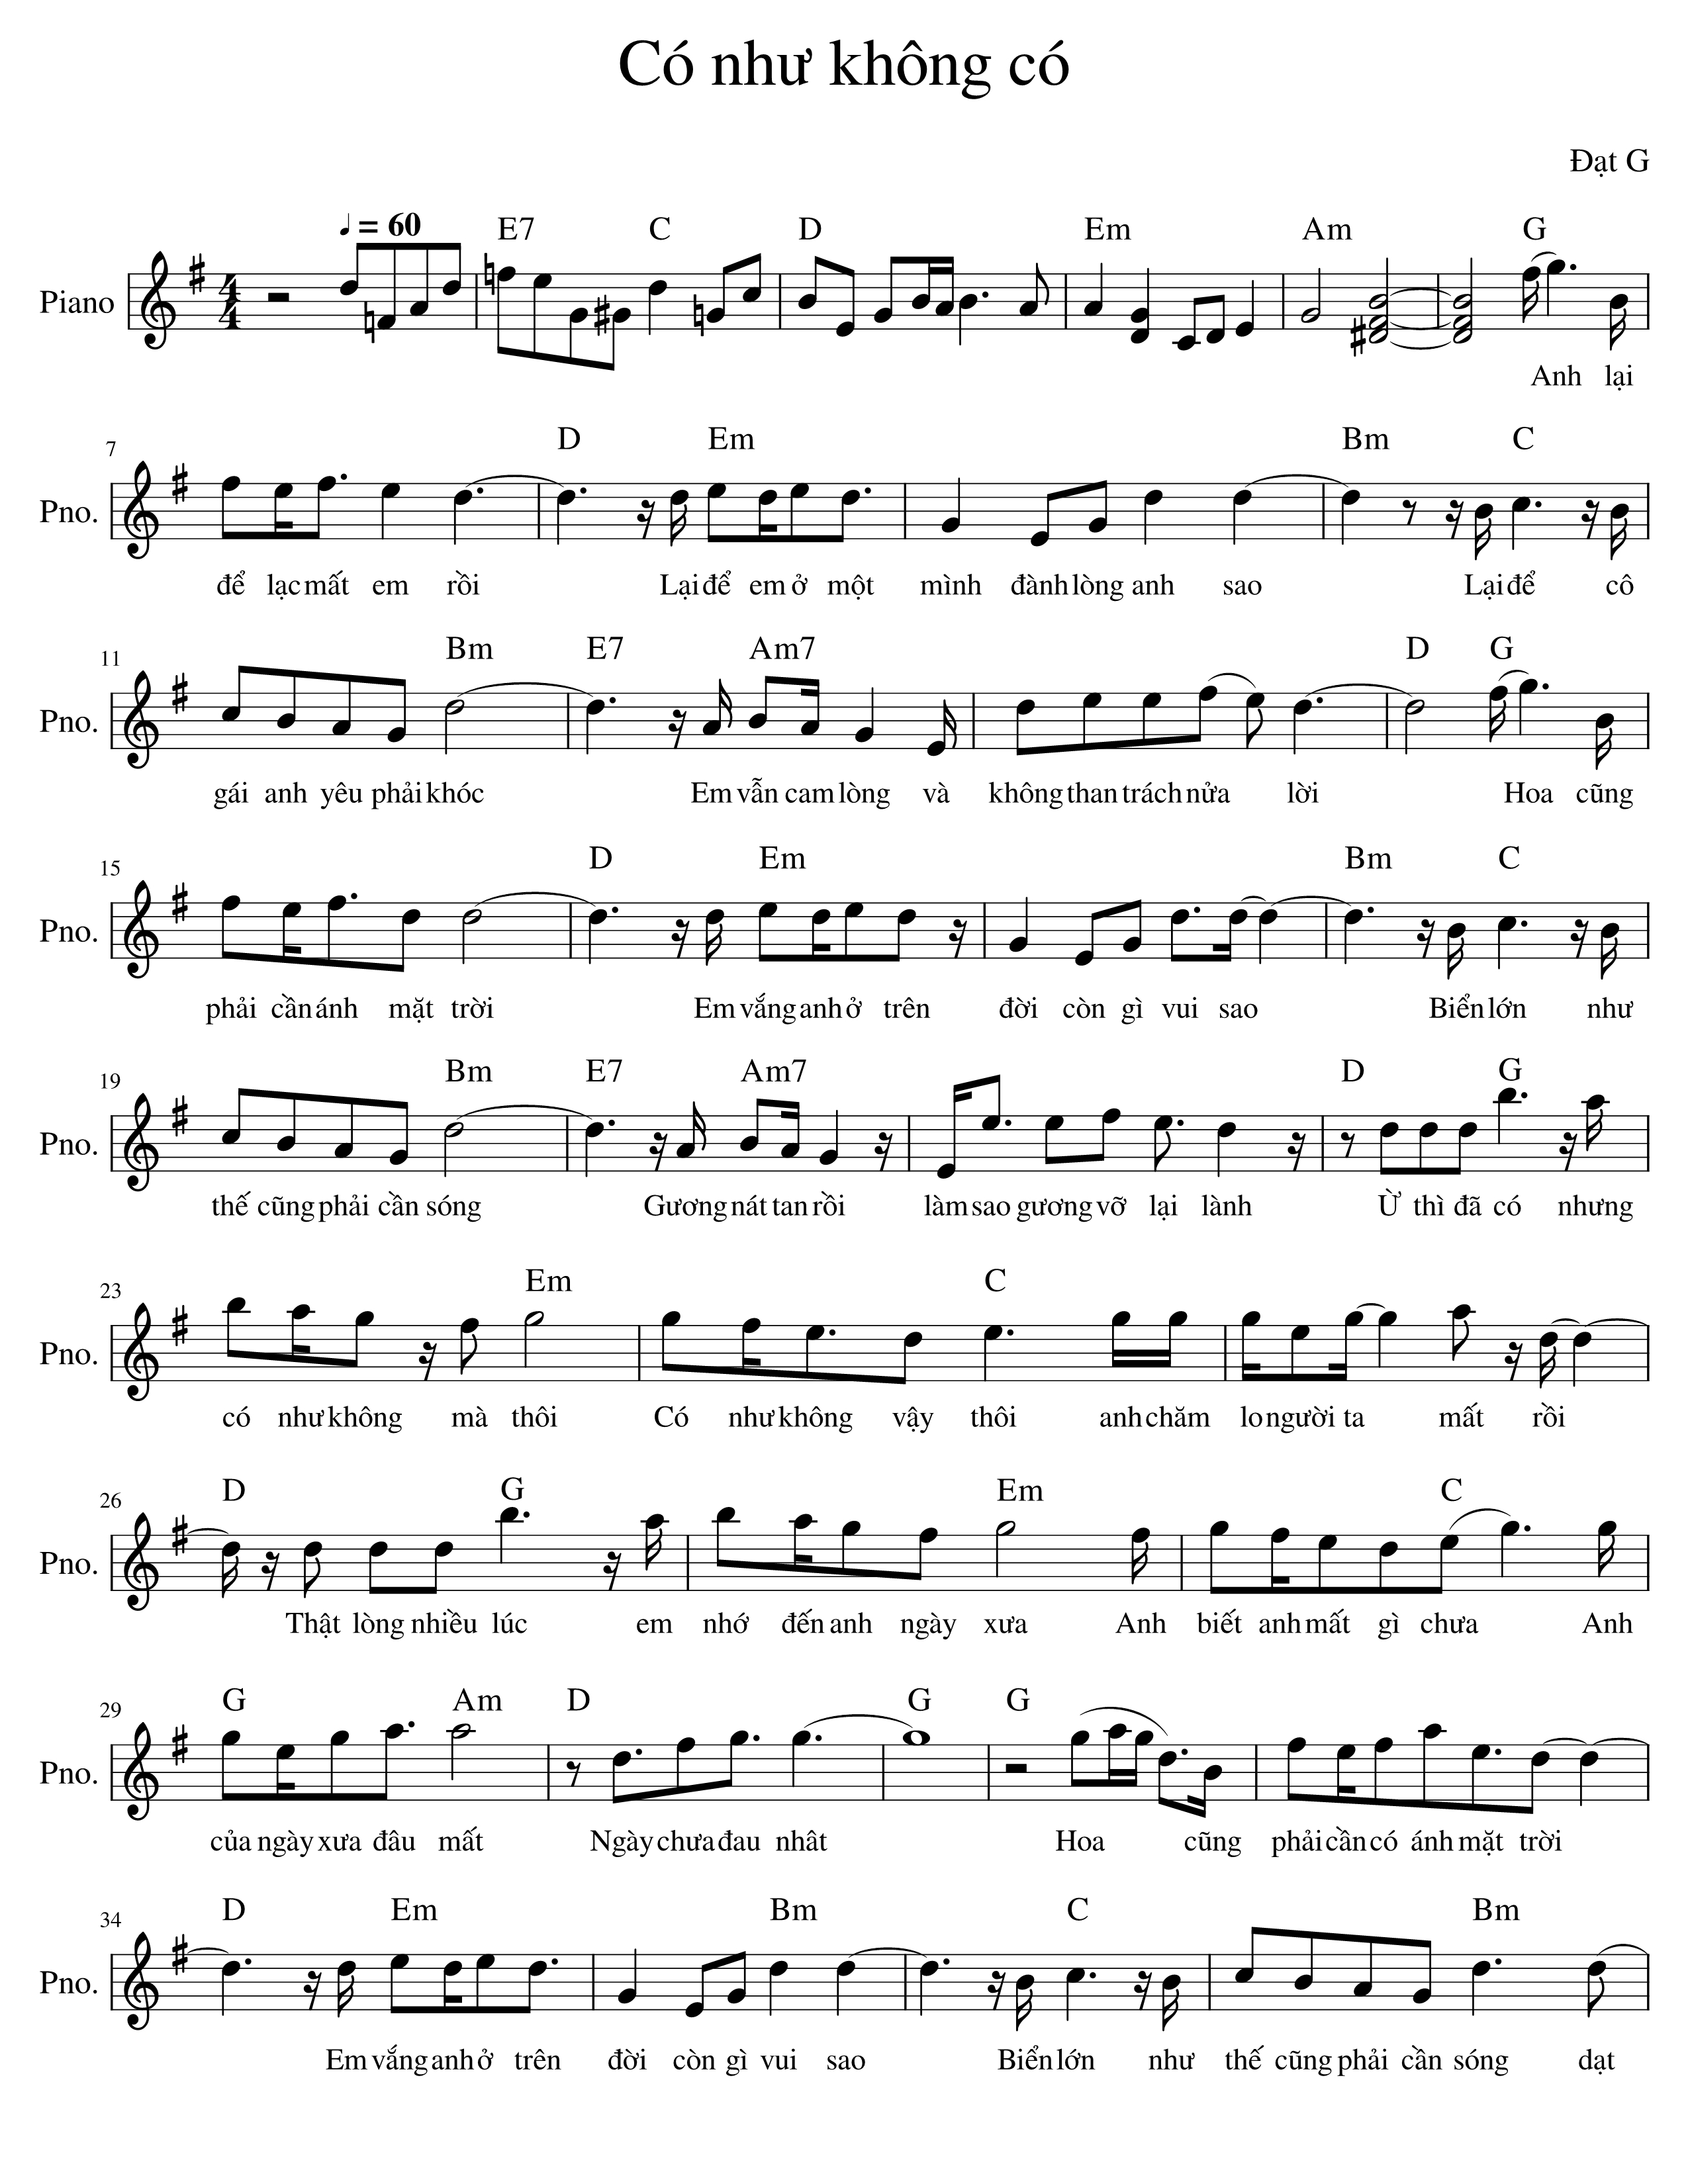 Có như không có
Đạt G
♩ = 60
E7 C D Em Am G
Piano
Anh lại
7
D Em Bm C
Pno.
để lạc mất em rồi Lại để em ở một mình đành lòng anh sao Lại để cô
11
Bm E7 Am7 D G
Pno.
gái anh yêu phải khóc Em vẫn cam lòng và không than trách nửa lời Hoa cũng
15
D Em Bm C
Pno.
phải cần ánh mặt trời Em vắng anh ở trên đời còn gì vui sao Biển lớn như
19
Bm E7 Am7 D G
Pno.
thế cũng phải cần sóng Gương nát tan rồi làm sao gương vỡ lại lành Ừ thì đã có nhưng
23
Em C
Pno.
có như không mà thôi Có như không vậy thôi anh chăm lo người ta mất rồi
26
D G Em C
Pno.
Thật lòng nhiều lúc em nhớ đến anh ngày xưa Anh biết anh mất gì chưa Anh
29
G Am D G G
Pno.
của ngày xưa đâu mất Ngày chưa đau nhât Hoa cũng phải cần có ánh mặt trời
34
D Em Bm C Bm
Pno.
Em vắng anh ở trên đời còn gì vui sao Biển lớn như thế cũng phải cần sóng dạt